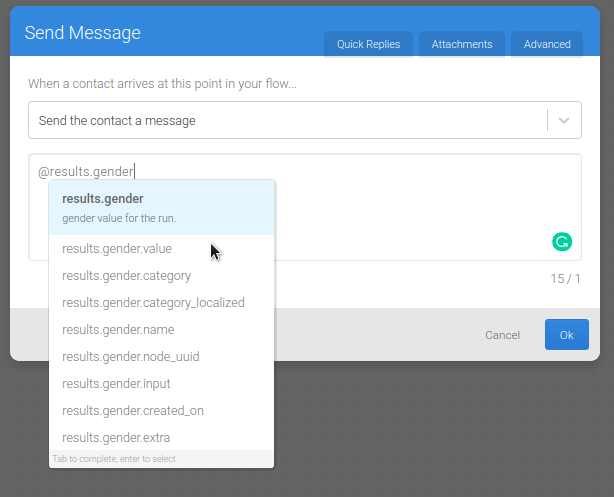 Send Message
Quick Replies
Attachments
Advanced
When a contact arrives at this point in your flow...
Send the contact a message
@results.gender
results.gender
gender value for the run.
results.gender.value
results.gender.category
results.gender.category_localized
results.gender.name
results.gender.node_uuid
results.gender.input
results.gender.created_on
results.gender.extra
Tab to complete, enter to select
15 / 1
Cancel
Ok